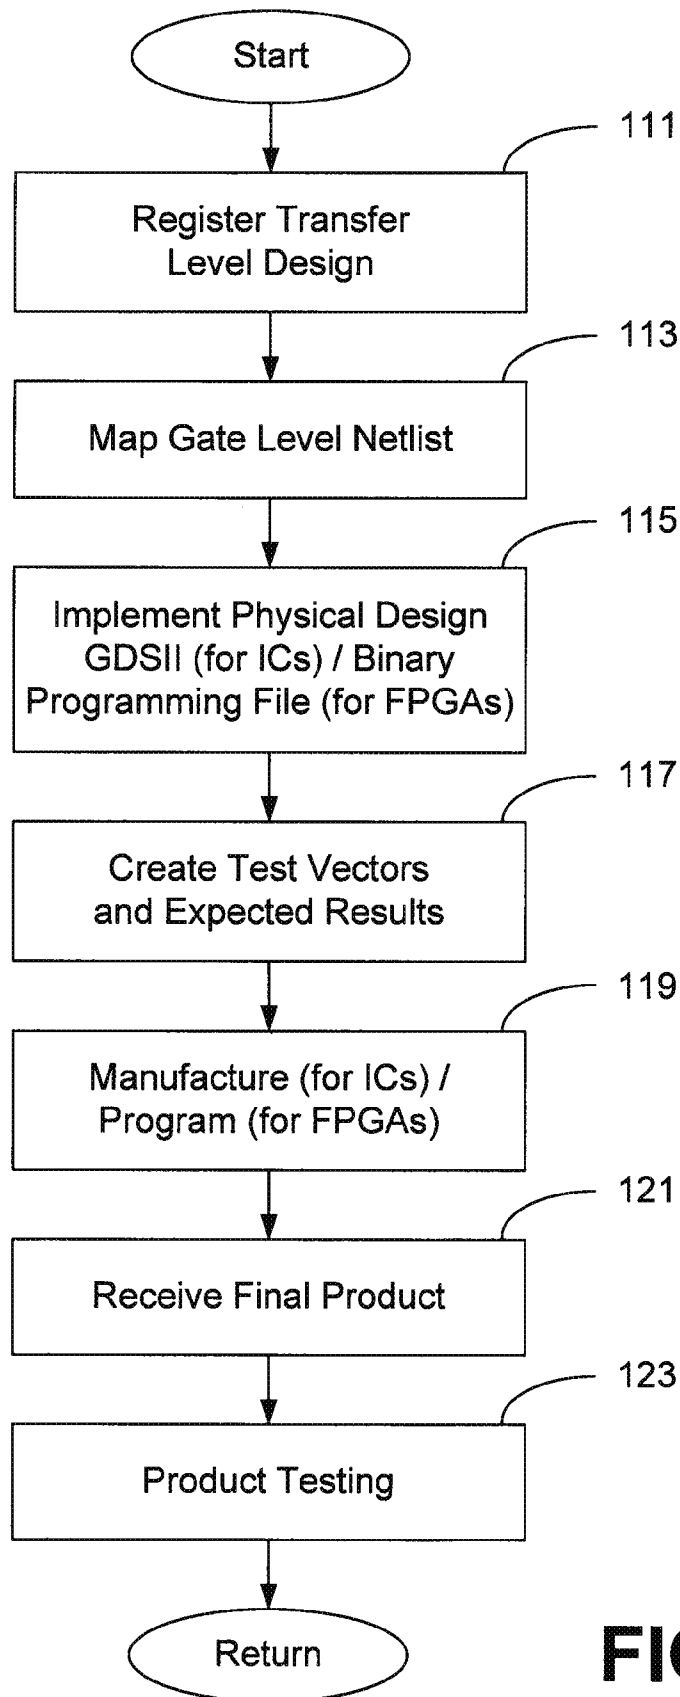 Start
111
Register Transfer
Level Design
113
Map Gate Level Netlist
115
Implement Physical Design
GDSII (for ICs) / Binary
Programming File (for FPGAs)
117
Create Test Vectors
and Expected Results
119
Manufacture (for ICs) /
Program (for FPGAs)
121
Receive Final Product
123
Product Testing
Return